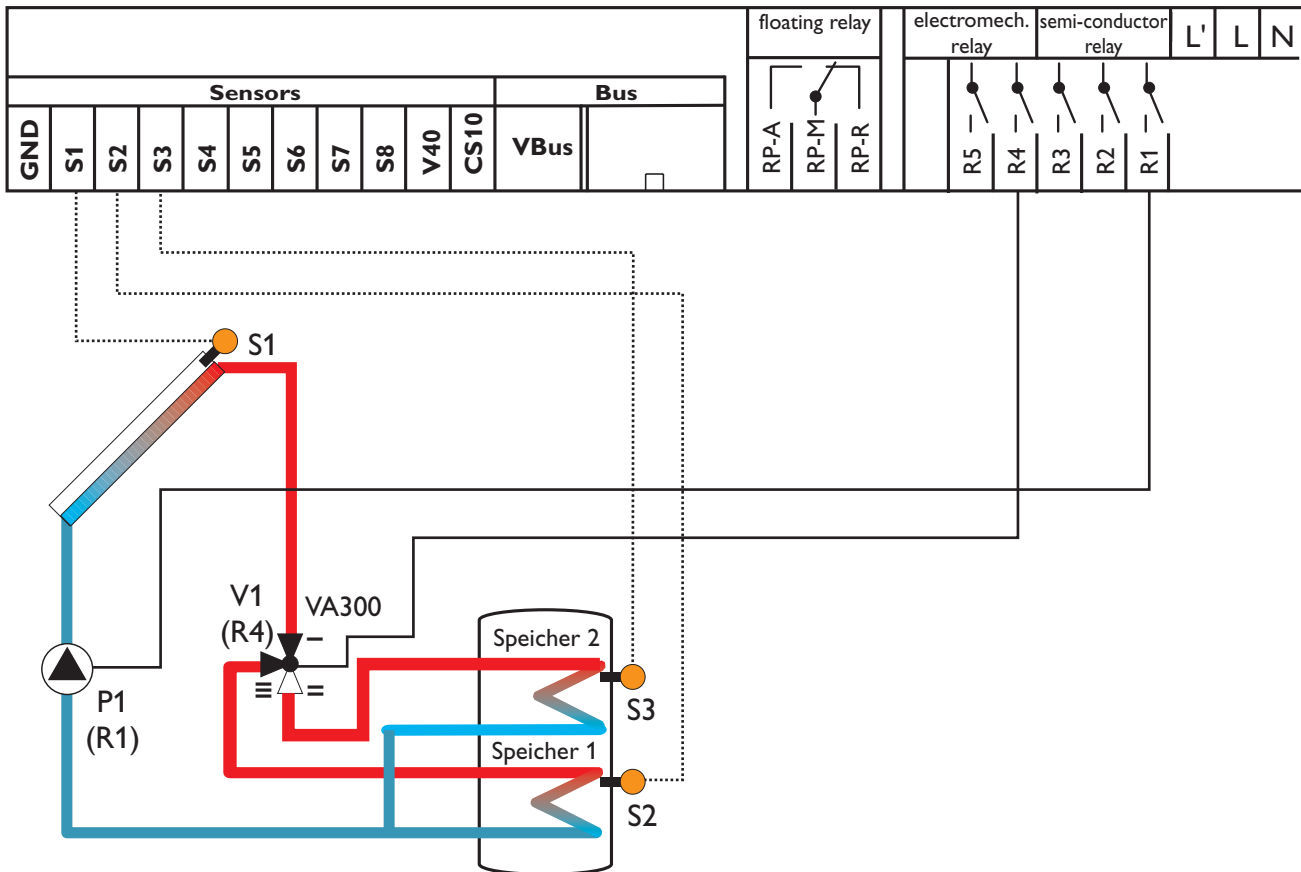 floating relay
electromech.
relay
semi-conductor
relay
L'
L
N
Sensors
Bus
GND
S1
S2
S3
S4
S5
S6
S7
S8
V40
CS10
VBus
RP-A
RP-M
RP-R
R5
R4
R3
R2
R1
S1
V1
(R4)
VA300
–
≡
=
P1
(R1)
Speicher 2
S3
Speicher 1
S2